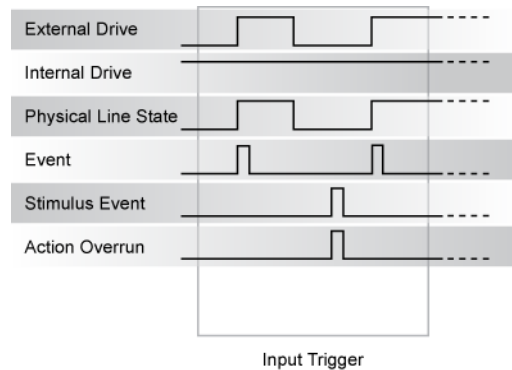 External Drive
Internal Drive
Physical Line State
Event
Stimulus Event
Action Overrun
Input Trigger